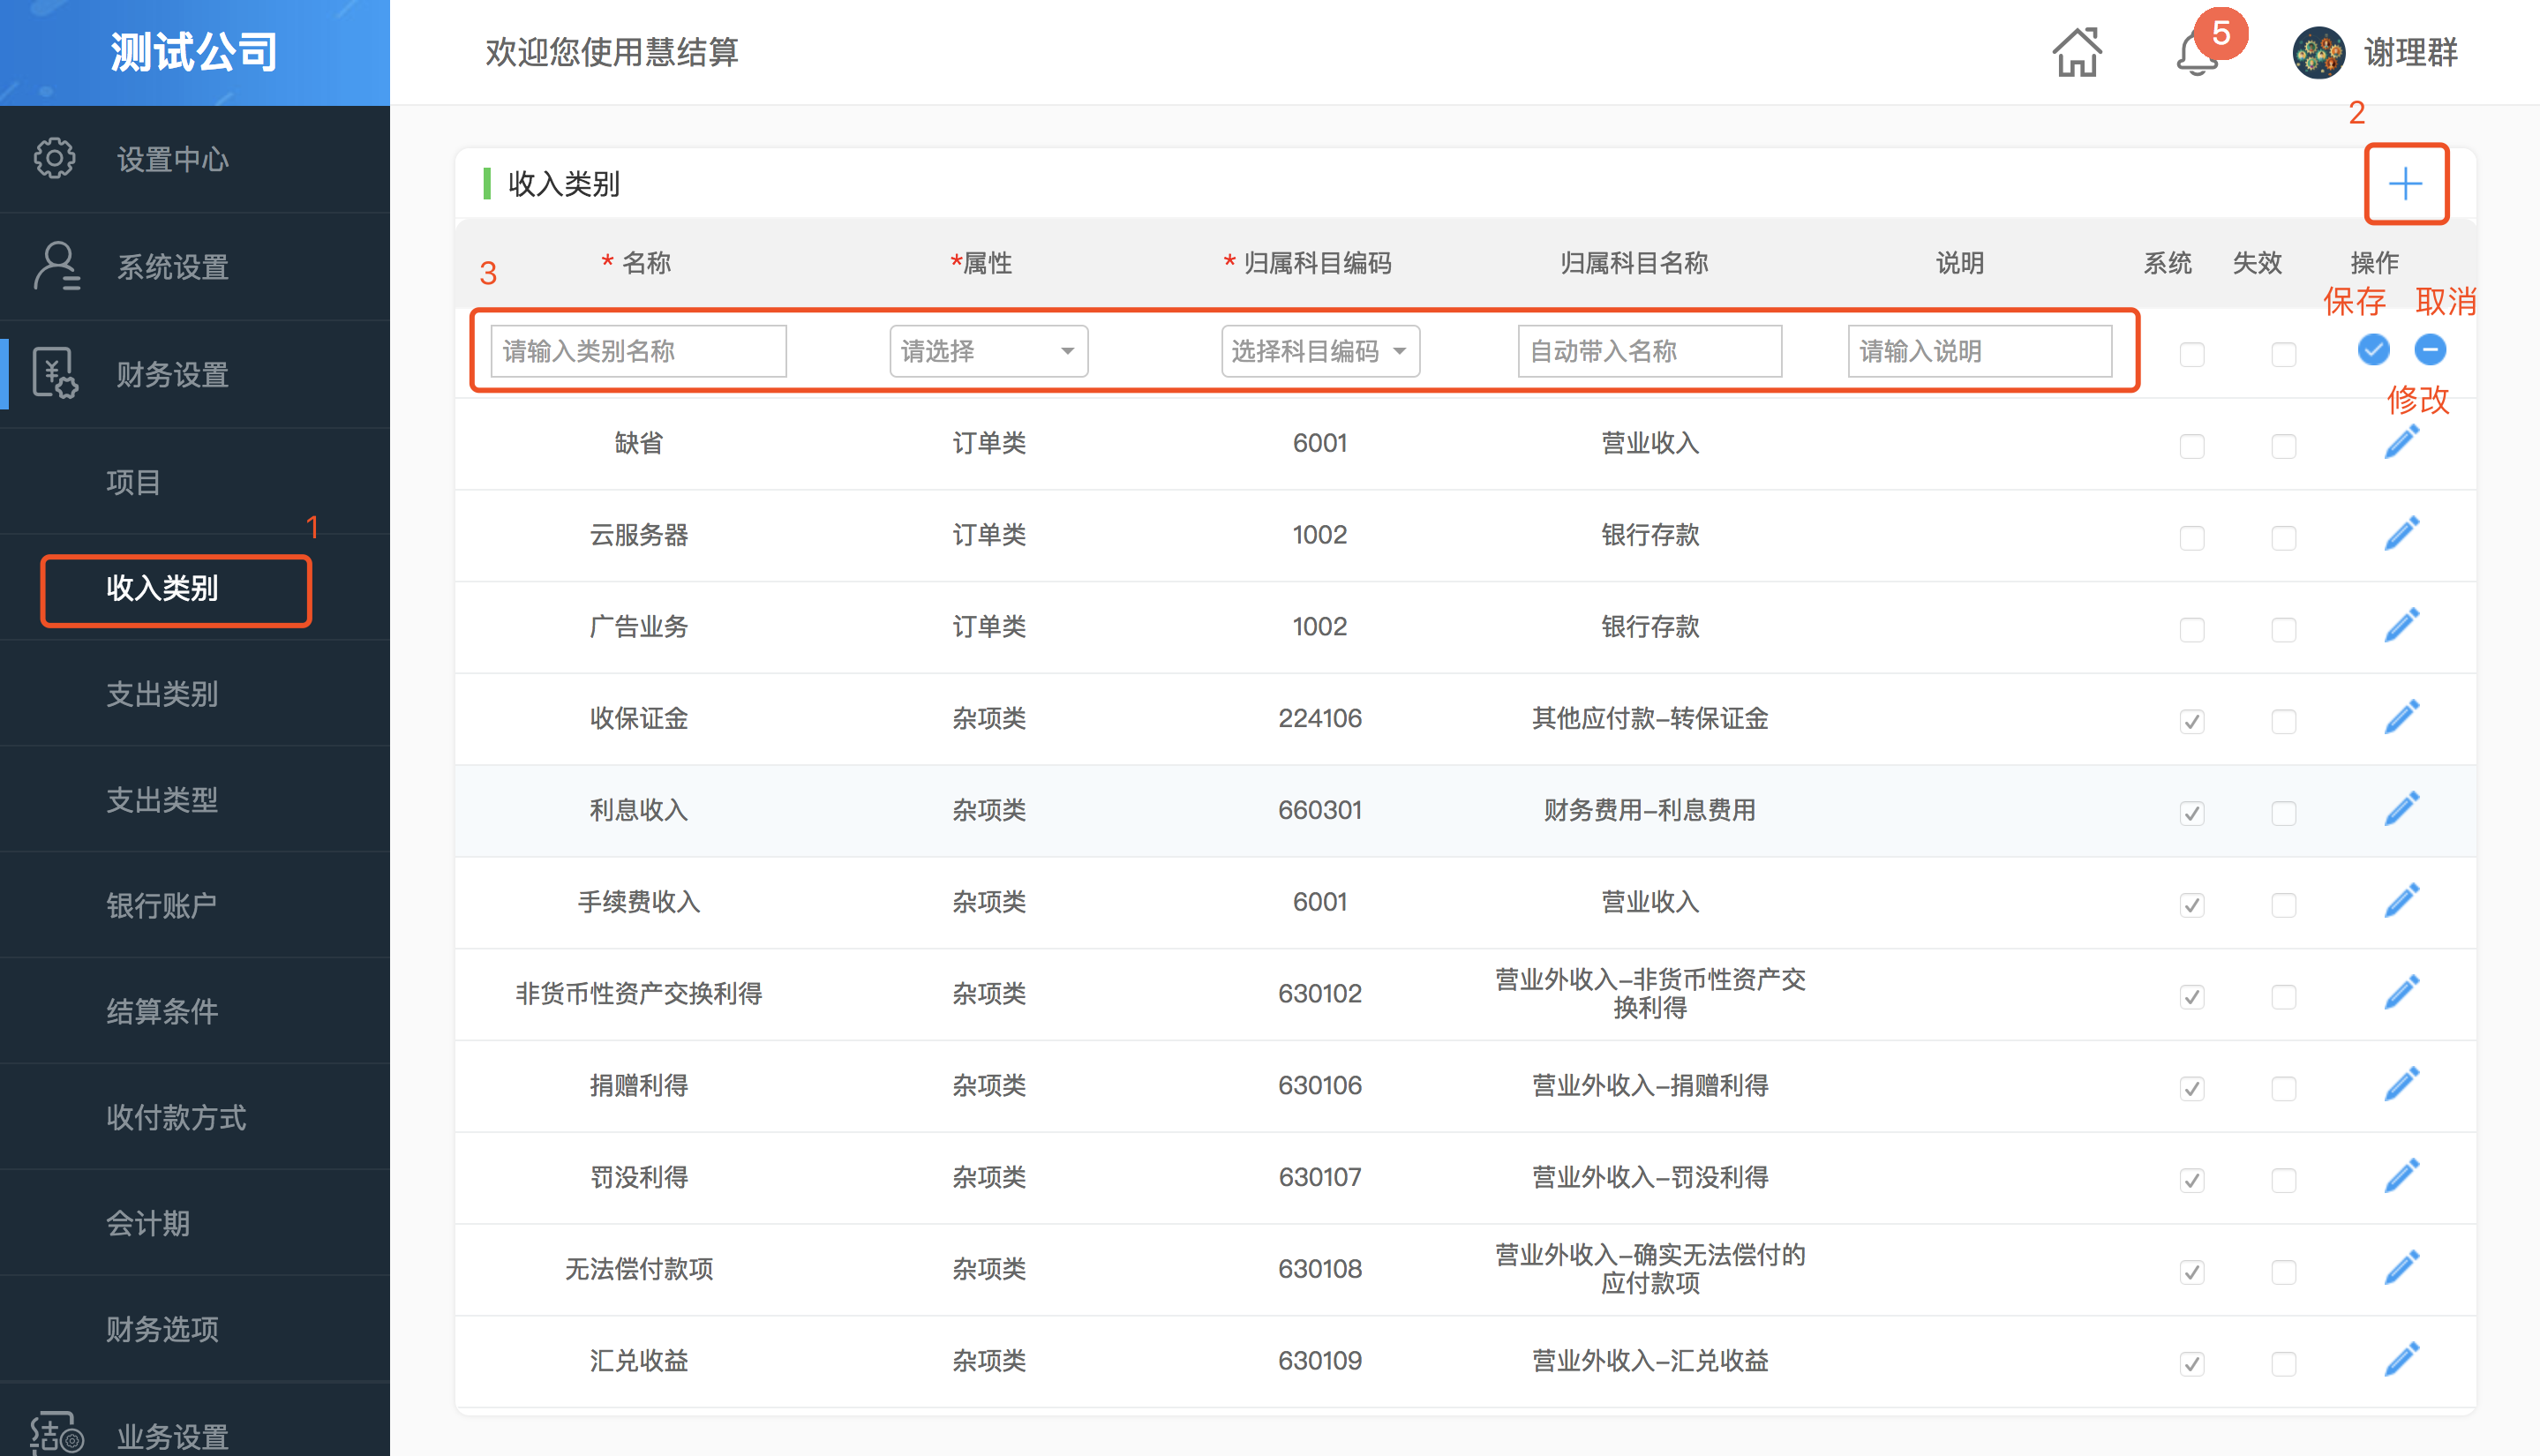 测试公司
欢迎您使用慧结算
5
谢理群
设置中心
系统设置
财务设置
项目
1
收入类别
支出类别
支出类型
银行账户
结算条件
收付款方式
会计期
财务选项
业务设置
2
收入类别
3
* 名称 *属性 * 归属科目编码 归属科目名称 说明 系统 失效 操作
保存 取消
请输入类别名称 请选择 选择科目编码 自动带入名称 请输入说明
修改
缺省 订单类 6001 营业收入
云服务器 订单类 1002 银行存款
广告业务 订单类 1002 银行存款
收保证金 杂项类 224106 其他应付款–转保证金
利息收入 杂项类 660301 财务费用–利息费用
手续费收入 杂项类 6001 营业收入
非货币性资产交换利得 杂项类 630102 营业外收入–非货币性资产交
换利得
捐赠利得 杂项类 630106 营业外收入–捐赠利得
罚没利得 杂项类 630107 营业外收入–罚没利得
无法偿付款项 杂项类 630108 营业外收入–确实无法偿付的
应付款项
汇兑收益 杂项类 630109 营业外收入–汇兑收益